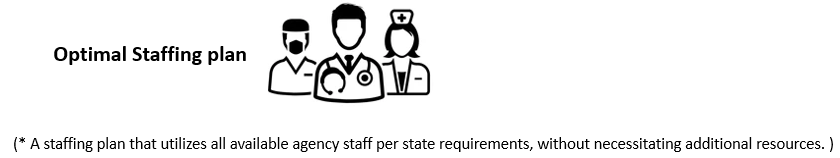 Optimal Staffing plan
(* A staffing plan that utilizes all available agency staff per state requirements, without necessitating additional resources. )